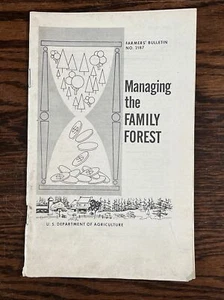 FARMERS' BULLETIN
NO. 2187
Managing
the
FAMILY
FOREST
U. S. DEPARTMENT OF AGRICULTURE